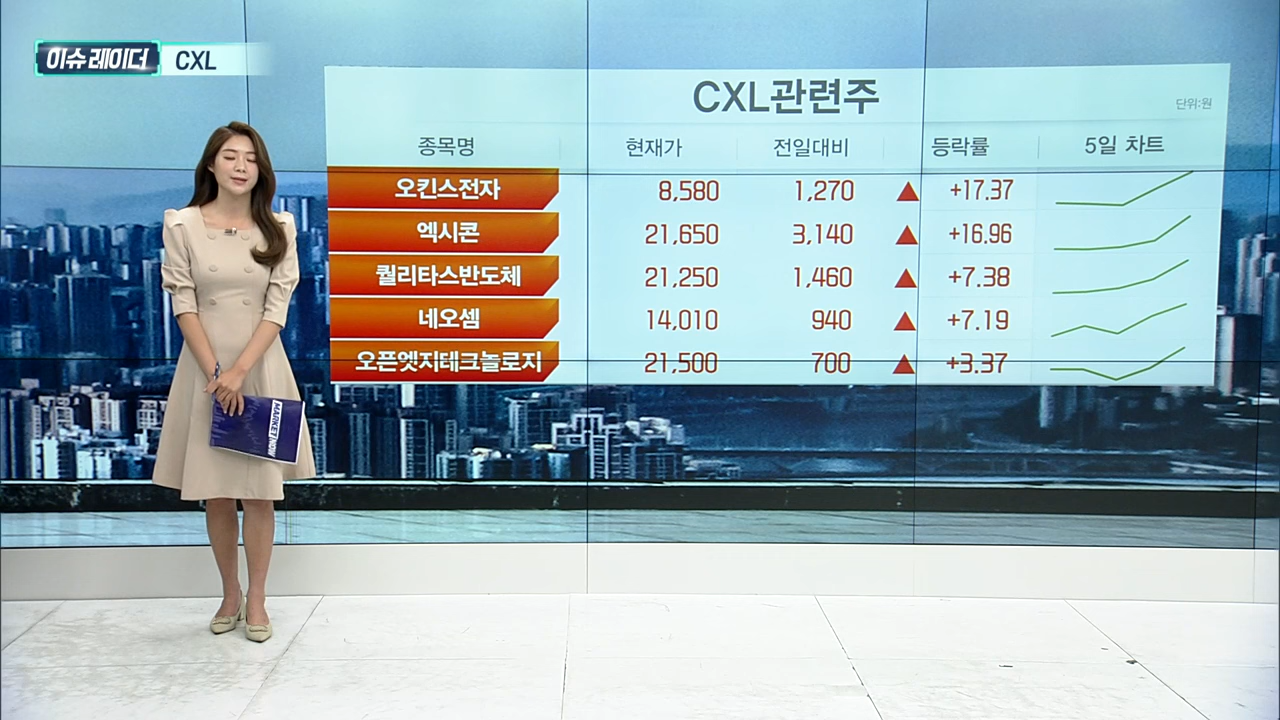 이슈 레이더 CXL
CXL관련주
단위:원
종목명 현재가 전일대비 등락률 5일 차트
오킨스전자 8,580 1,270 ▲ +17.37
엑시콘 21,650 3,140 ▲ +16.96
퀄리타스반도체 21,250 1,460 ▲ +7.38
네오셈 14,010 940 ▲ +7.19
오픈엣지테크놀로지 21,500 700 ▲ +3.37
MARKET NOW